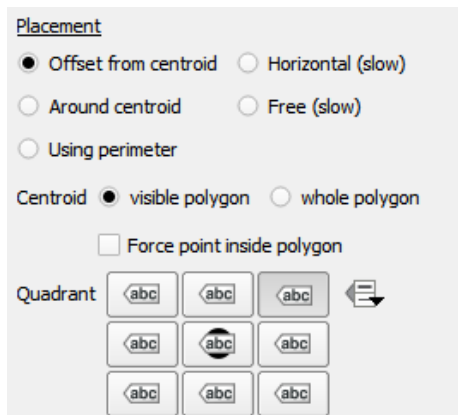 Placement
Offset from centroid Horizontal (slow)
Around centroid Free (slow)
Using perimeter
Centroid visible polygon whole polygon
Force point inside polygon
Quadrant abc abc abc
abc abc abc
abc abc abc